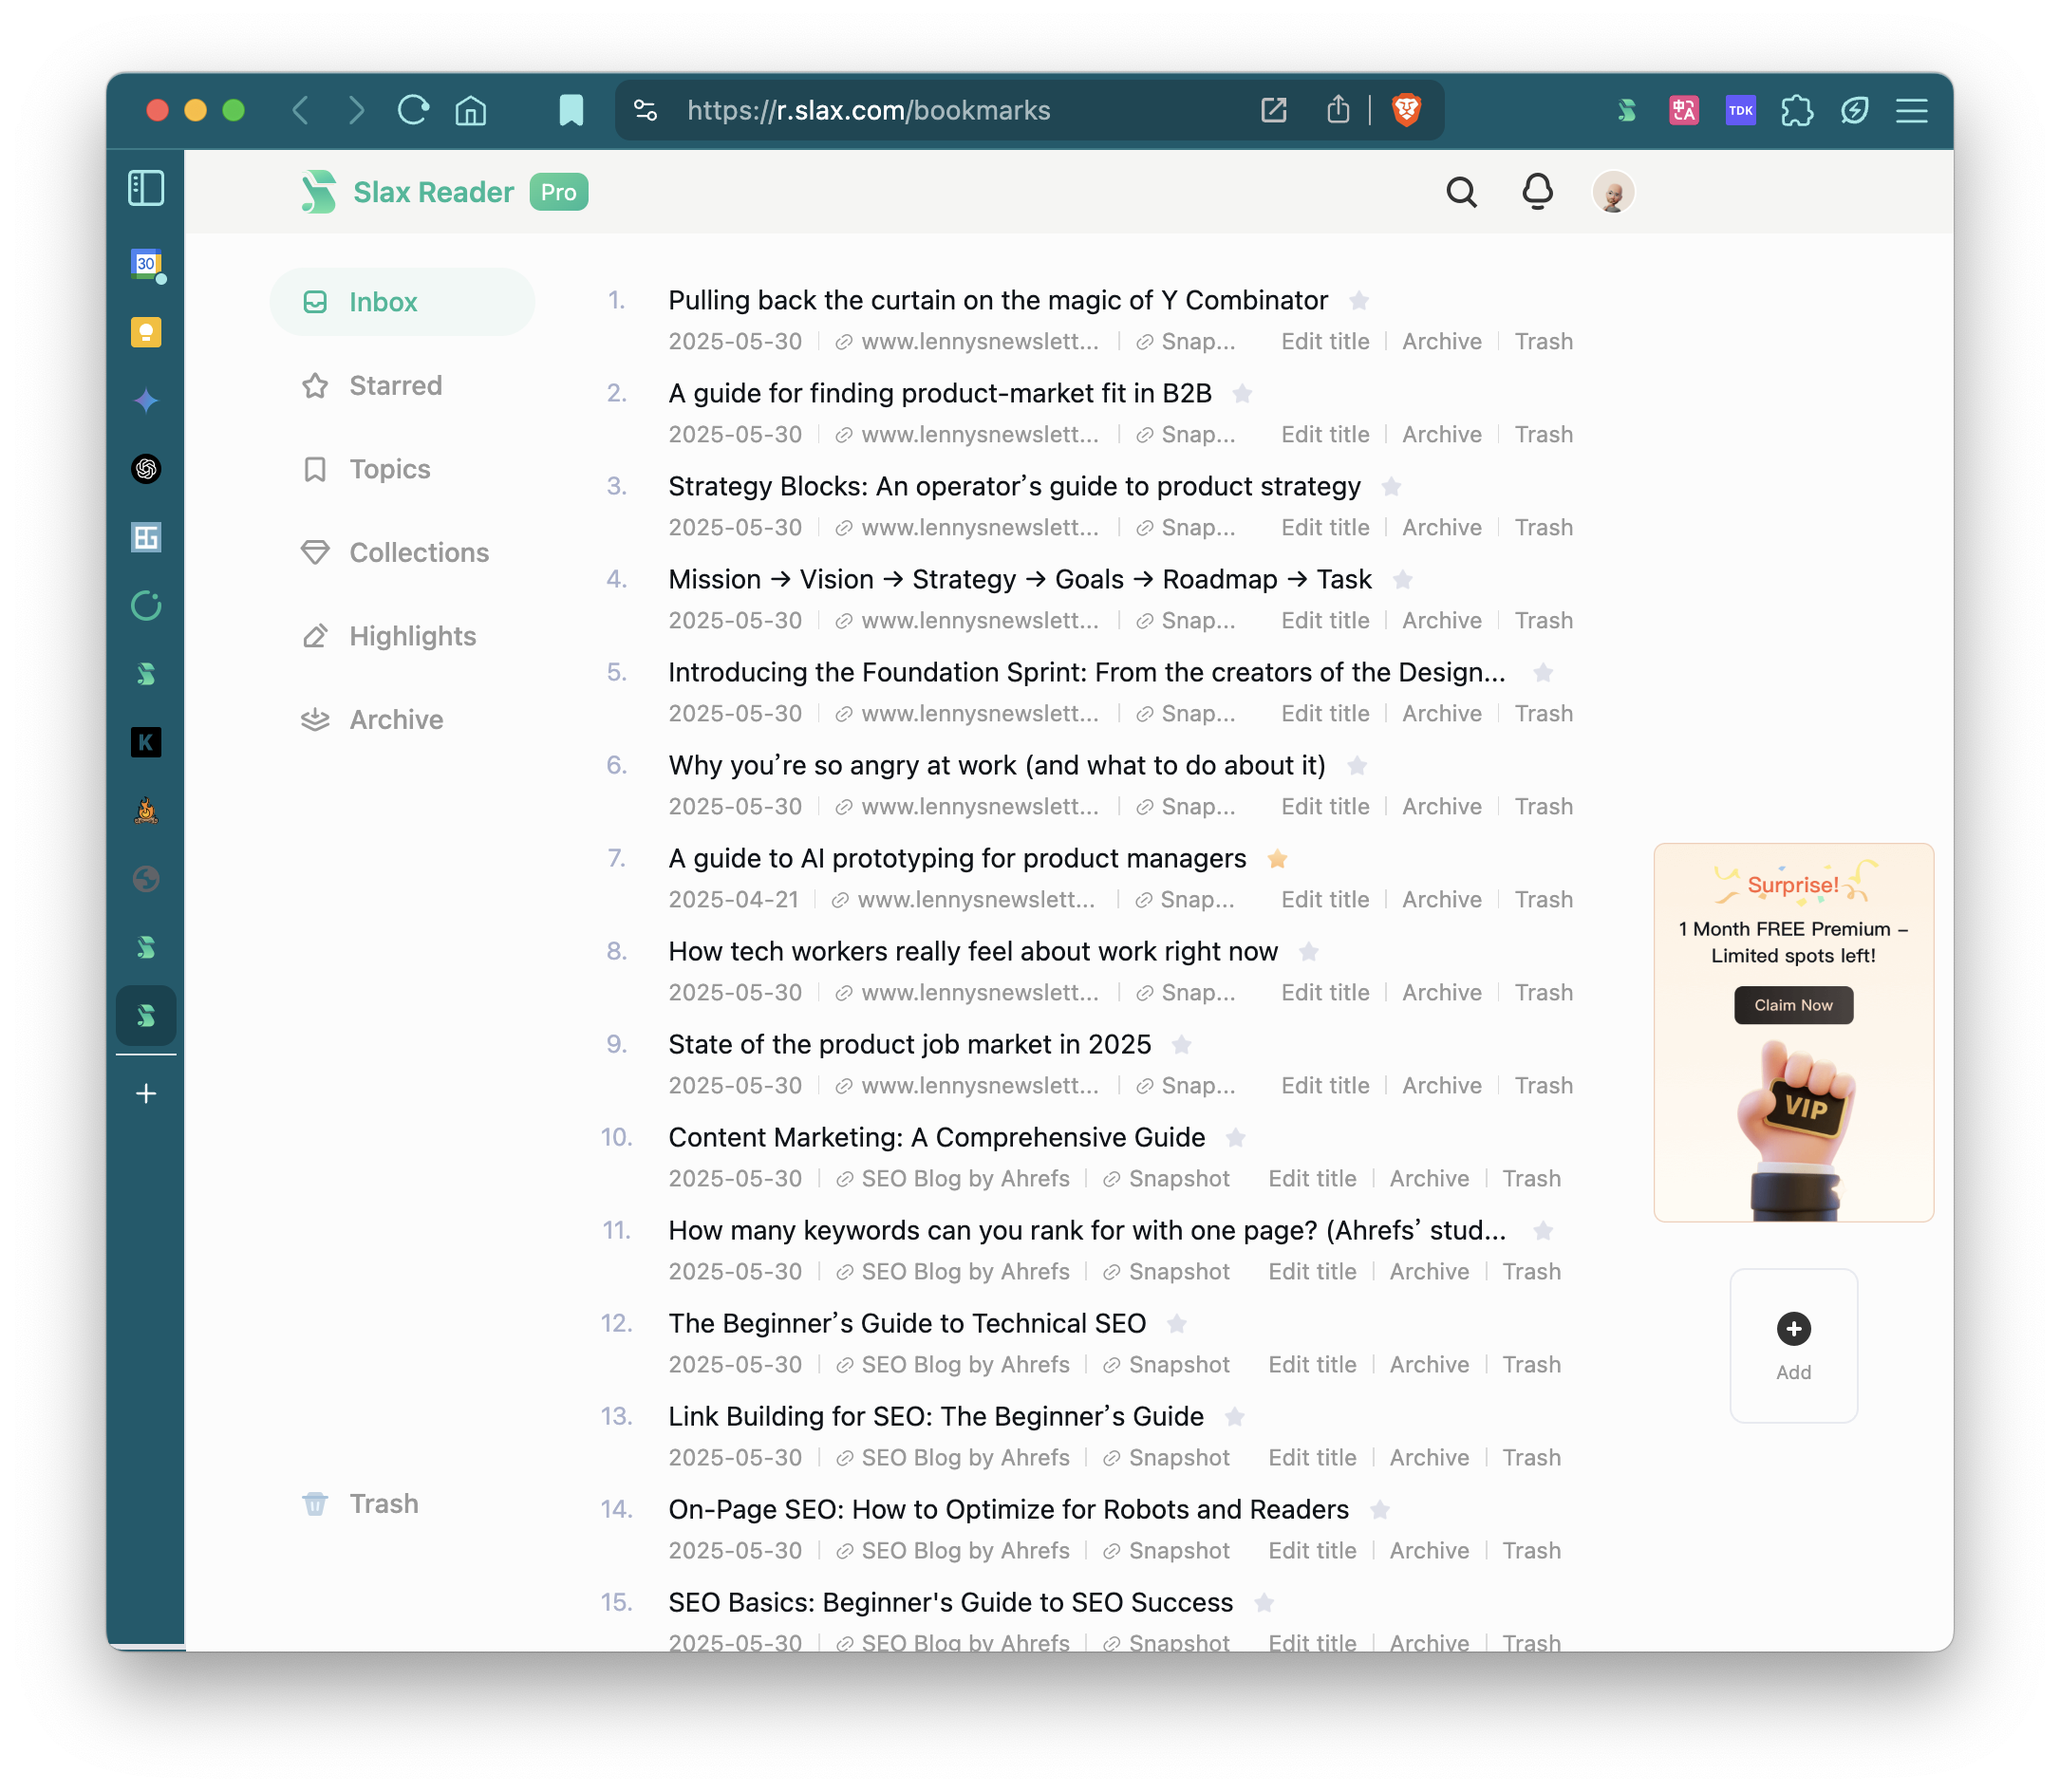 https://r.slax.com/bookmarks
TDK
30
Slax Reader Pro
Inbox
Starred
Topics
Collections
Highlights
Archive
Trash
1. Pulling back the curtain on the magic of Y Combinator
2025-05-30 www.lennysnewslett... Snap... Edit title Archive Trash
2. A guide for finding product-market fit in B2B
2025-05-30 www.lennysnewslett... Snap... Edit title Archive Trash
3. Strategy Blocks: An operator’s guide to product strategy
2025-05-30 www.lennysnewslett... Snap... Edit title Archive Trash
4. Mission → Vision → Strategy → Goals → Roadmap → Task
2025-05-30 www.lennysnewslett... Snap... Edit title Archive Trash
5. Introducing the Foundation Sprint: From the creators of the Design...
2025-05-30 www.lennysnewslett... Snap... Edit title Archive Trash
6. Why you’re so angry at work (and what to do about it)
2025-05-30 www.lennysnewslett... Snap... Edit title Archive Trash
7. A guide to AI prototyping for product managers
2025-04-21 www.lennysnewslett... Snap... Edit title Archive Trash
8. How tech workers really feel about work right now
2025-05-30 www.lennysnewslett... Snap... Edit title Archive Trash
9. State of the product job market in 2025
2025-05-30 www.lennysnewslett... Snap... Edit title Archive Trash
10. Content Marketing: A Comprehensive Guide
2025-05-30 SEO Blog by Ahrefs Snapshot Edit title Archive Trash
11. How many keywords can you rank for with one page? (Ahrefs’ stud...
2025-05-30 SEO Blog by Ahrefs Snapshot Edit title Archive Trash
12. The Beginner’s Guide to Technical SEO
2025-05-30 SEO Blog by Ahrefs Snapshot Edit title Archive Trash
13. Link Building for SEO: The Beginner’s Guide
2025-05-30 SEO Blog by Ahrefs Snapshot Edit title Archive Trash
14. On-Page SEO: How to Optimize for Robots and Readers
2025-05-30 SEO Blog by Ahrefs Snapshot Edit title Archive Trash
15. SEO Basics: Beginner's Guide to SEO Success
2025-05-30 SEO Blog by Ahrefs Snapshot Edit title Archive Trash
Surprise!
1 Month FREE Premium –
Limited spots left!
Claim Now
VIP
Add